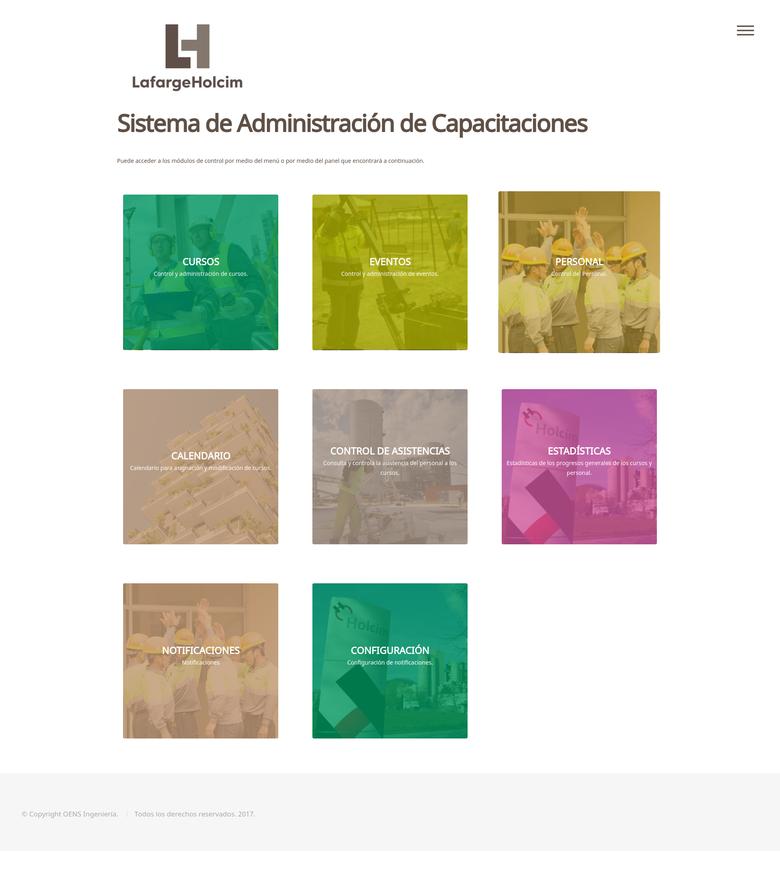 LafargeHolcim
Sistema de Administración de Capacitaciones
Puede acceder a los módulos de control por medio del menú o por medio del panel que encontrará a continuación.
CURSOS
Control y administración de cursos.
EVENTOS
Control y administración de eventos.
PERSONAL
Control del Personal.
CALENDARIO
Calendario para asignación y modificación de cursos.
CONTROL DE ASISTENCIAS
Consulta y controla la asistencia del personal a los
cursos.
Holcim
ESTADÍSTICAS
Estadísticas de los progresos generales de los cursos y
personal.
NOTIFICACIONES
Notificaciones
Holcim
CONFIGURACIÓN
Configuración de notificaciones.
© Copyright OENS Ingeniería. Todos los derechos reservados. 2017.